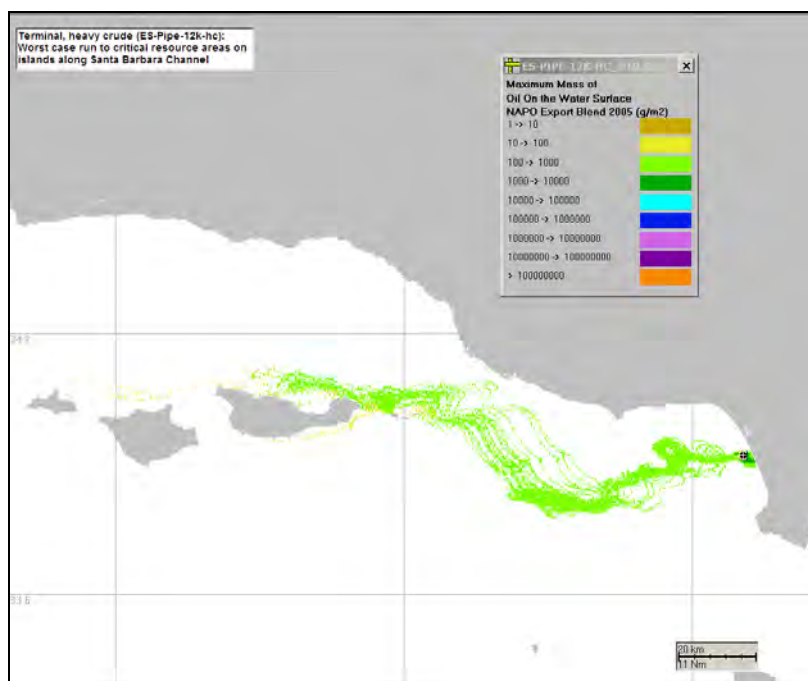 Terminal, heavy crude (ES-Pipe-12k-hc):
Worst case run to critical resource areas on
islands along Santa Barbara Channel
Maximum Mass of
Oil On the Water Surface
NAPO Export Blend 2005 (g/m2)
1 -> 10
10 -> 100
100 -> 1000
1000 -> 10000
10000 -> 100000
100000 -> 1000000
1000000 -> 10000000
10000000 -> 100000000
> 100000000
20 km
11 Nm